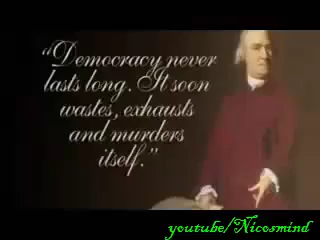 “Democracy never
lasts long. It soon
wastes, exhausts
and murders
itself.”
youtube/Nicosmind